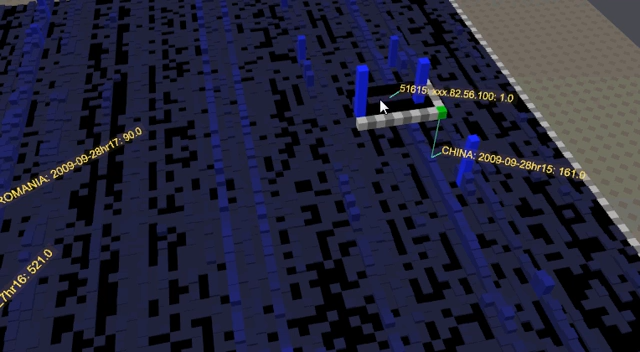 51615: xxx.82.56.100; 1.0
CHINA: 2009-09-28hr15: 161.9
ROMANIA: 2009-09-28hr17: 90.0
7hr16: 521.0